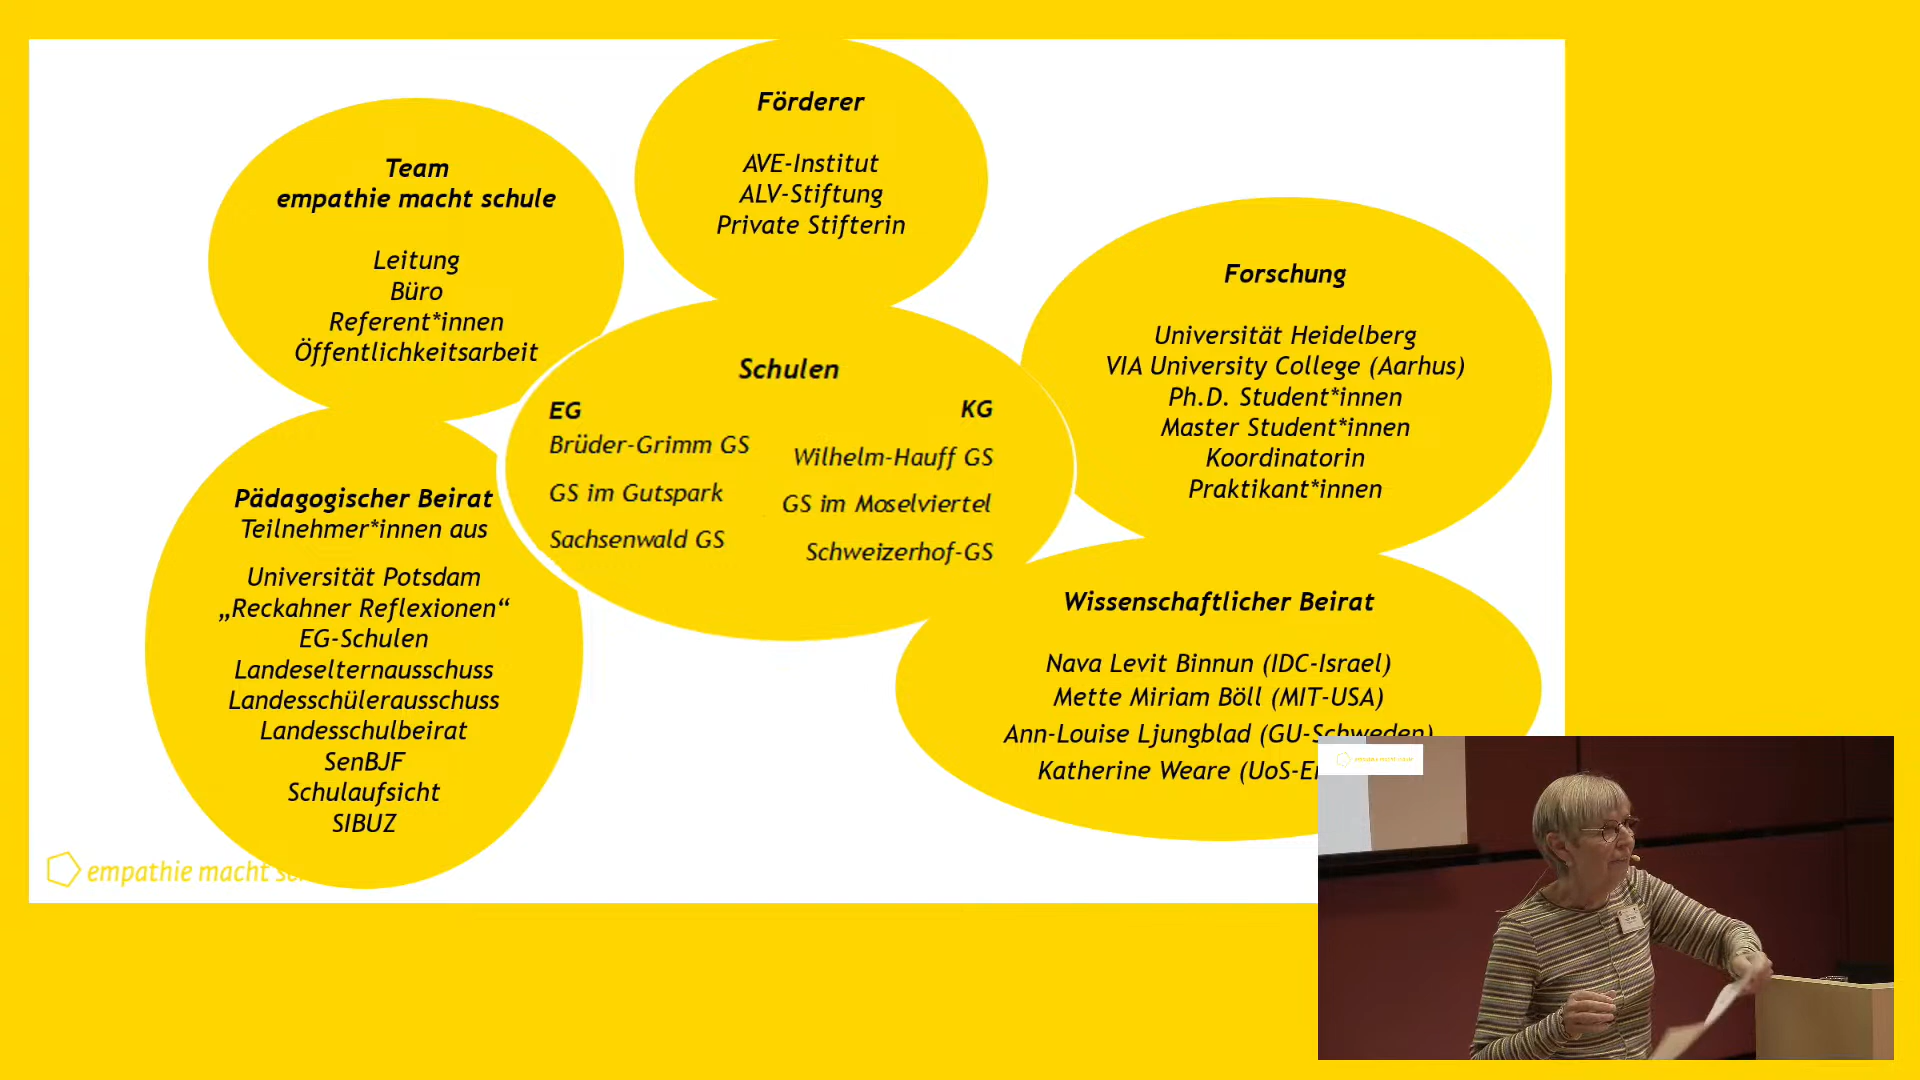 Förderer
AVE-Institut
ALV-Stiftung
Private Stifterin
Team
empathie macht schule
Leitung
Büro
Referent*innen
Öffentlichkeitsarbeit
Forschung
Universität Heidelberg
VIA University College (Aarhus)
Ph.D. Student*innen
Master Student*innen
Koordinatorin
Praktikant*innen
Schulen
EG
Brüder-Grimm GS
GS im Gutspark
Sachsenwald GS
KG
Wilhelm-Hauff GS
GS im Moselviertel
Schweizerhof-GS
Pädagogischer Beirat
Teilnehmer*innen aus
Universität Potsdam
„Reckahner Reflexionen“
EG-Schulen
Landeselternausschuss
Landesschülerausschuss
Landesschulbeirat
SenBJF
Schulaufsicht
SIBUZ
Wissenschaftlicher Beirat
Nava Levit Binnun (IDC-Israel)
Mette Miriam Böll (MIT-USA)
Ann-Louise Ljungblad (GU-Schweden)
Katherine Weare (UoS-E
empathie macht